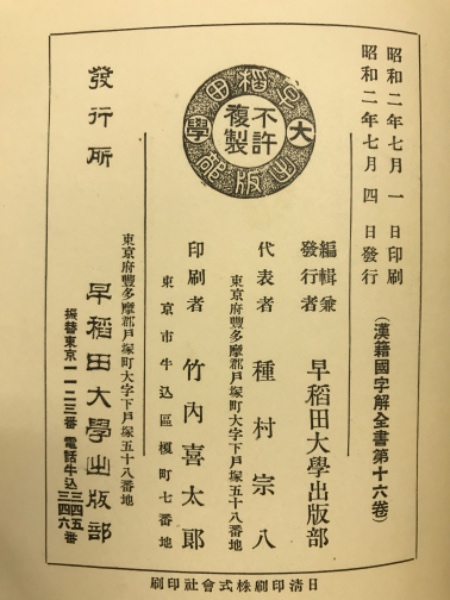 昭和二年七月一日印刷
昭和二年七月四日發行
(漢籍國字解全書第十六卷)
早稻田大學出版部
不許
複製
編輯兼
發行者
早稻田大學出版部
代表者 種村宗八
東京府豐多摩郡戸塚町大字下戸塚五十八番地
印刷者 竹內喜太郎
東京市牛込區榎町七番地
發行所 早稻田大學出版部
東京府豐多摩郡戸塚町大字下戸塚五十八番地
振替東京一一二三番 電話牛込三四五番
三四六
日清印刷株式會社印刷